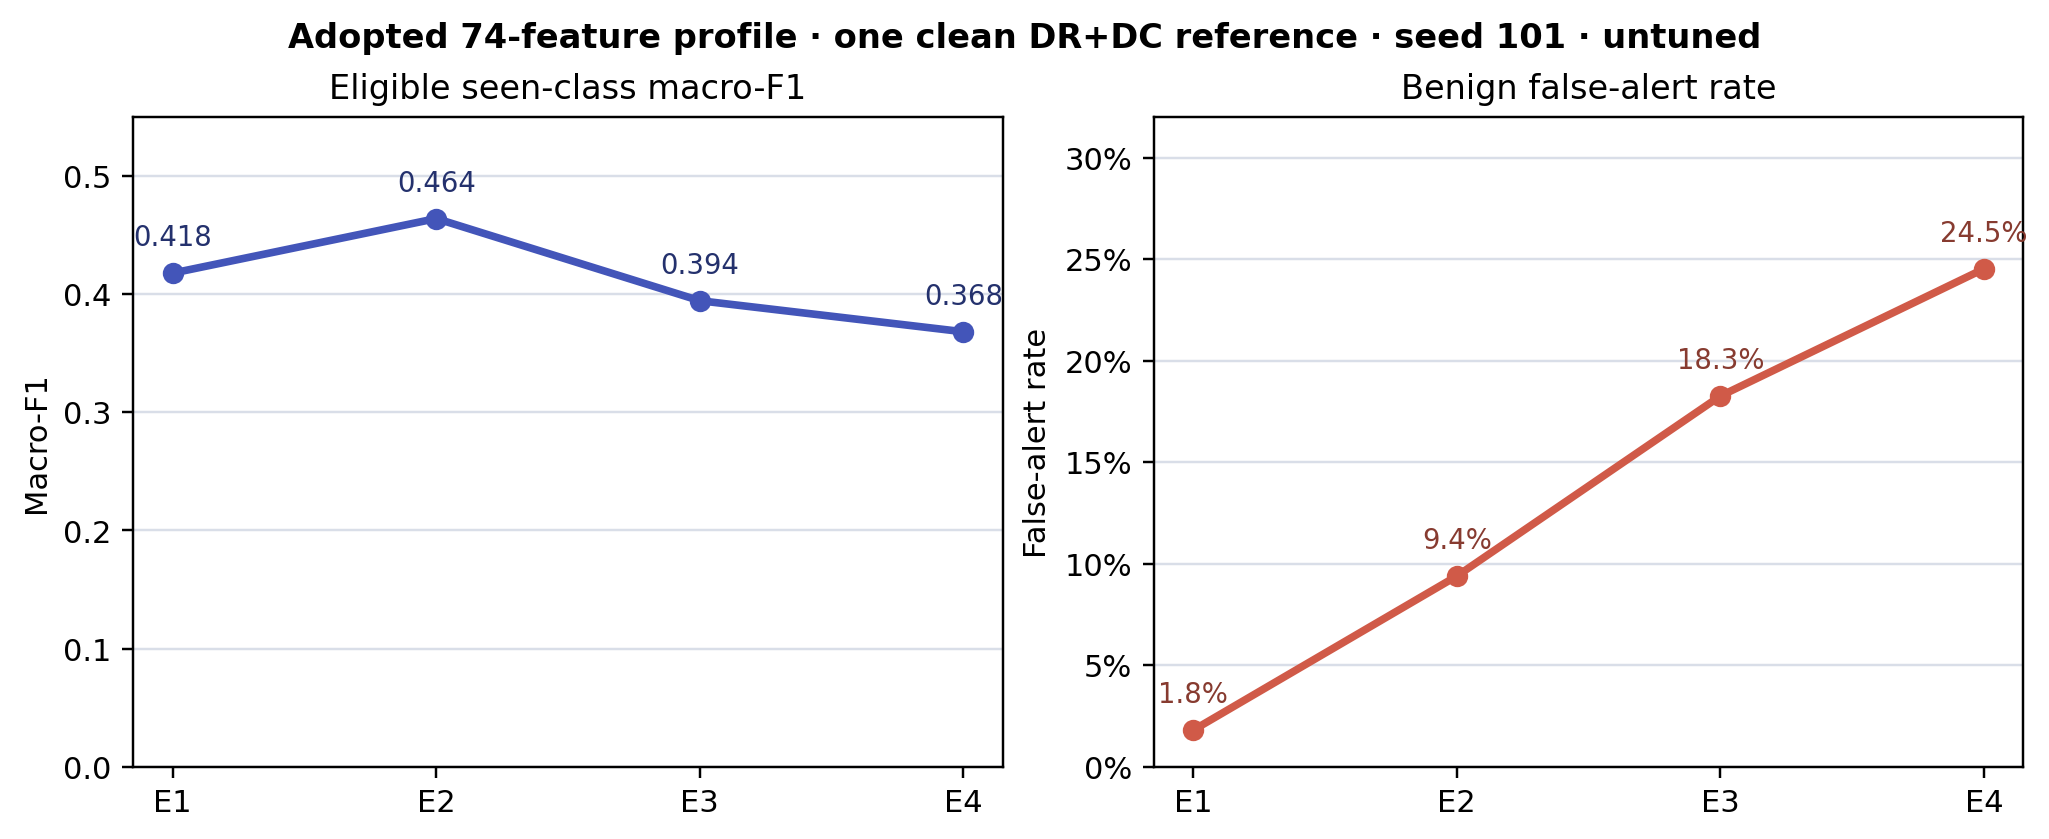 Adopted 74-feature profile · one clean DR+DC reference · seed 101 · untuned
Eligible seen-class macro-F1
Macro-F1
0.5
0.4
0.3
0.2
0.1
0.0
0.418
0.464
0.394
0.368
E1
E2
E3
E4
Benign false-alert rate
False-alert rate
30%
25%
20%
15%
10%
5%
0%
1.8%
9.4%
18.3%
24.5%
E1
E2
E3
E4